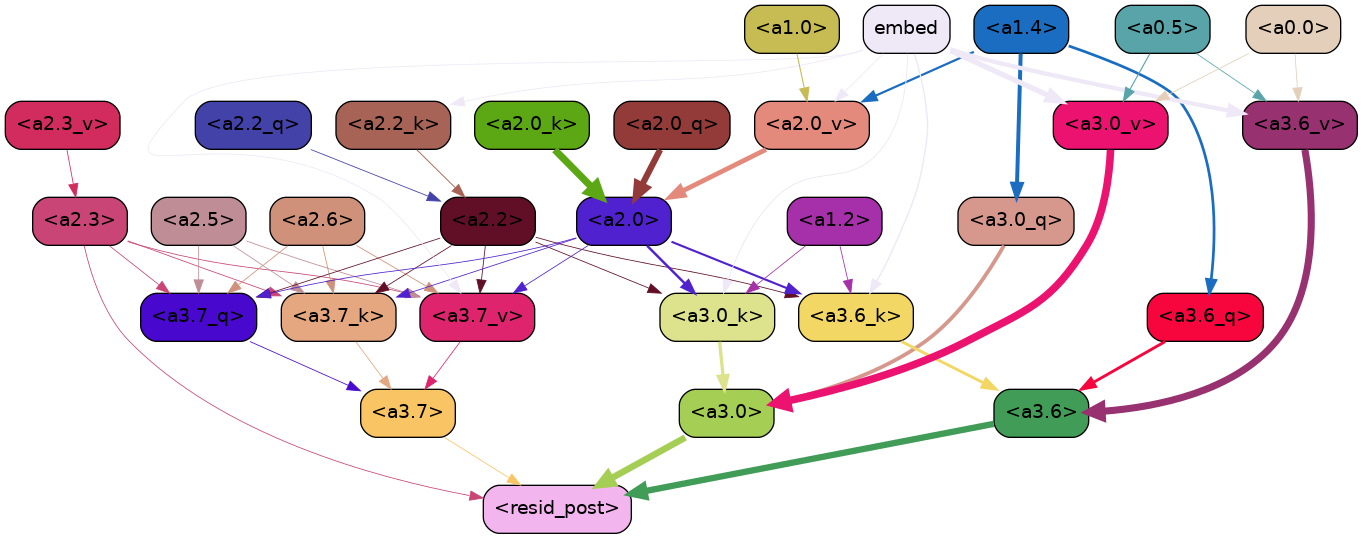 <a1.0> embed <a1.4> <a0.5> <a0.0>
<a2.3_v> <a2.2_q> <a2.2_k> <a2.0_k> <a2.0_q> <a2.0_v> <a3.0_v> <a3.6_v>
<a2.3> <a2.5> <a2.6> <a2.2> <a2.0> <a1.2> <a3.0_q>
<a3.7_q> <a3.7_k> <a3.7_v> <a3.0_k> <a3.6_k> <a3.6_q>
<a3.7> <a3.0> <a3.6>
<resid_post>